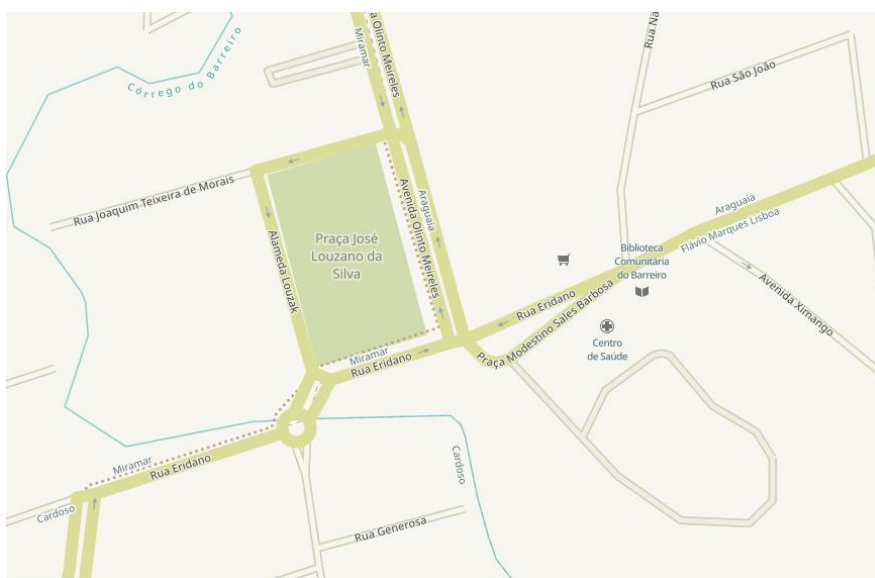 Miramar
a Olinto Meireles
Rua Na
Córrego do Barreiro
Rua São João
Rua Joaquim Teixeira de Morais
Avenida Olinto Meireles
Araguaia
Araguaia
Flávio Marques Lisboa
Praça José
Louzano da
Silva
Alameda Louzak
Biblioteca
Comunitária
do Barreiro
Avenida Ximango
Rua Eridano
Praça Modestino Sales Barbosa
Centro
de Saúde
Miramar
Rua Eridano
Miramar
Rua Eridano
Cardoso
Cardoso
Rua Generosa